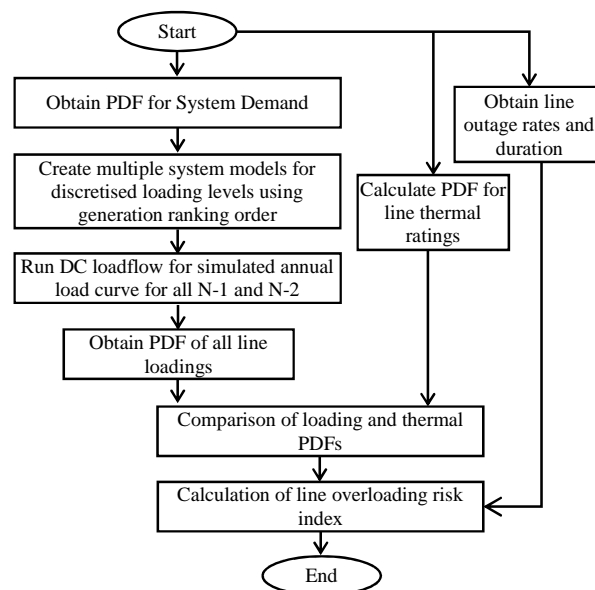 Start
Obtain PDF for System Demand
Create multiple system models for
discretised loading levels using
generation ranking order
Run DC loadflow for simulated annual
load curve for all N-1 and N-2
Obtain PDF of all line
loadings
Calculate PDF for
line thermal
ratings
Obtain line
outage rates and
duration
Comparison of loading and thermal
PDFs
Calculation of line overloading risk
index
End